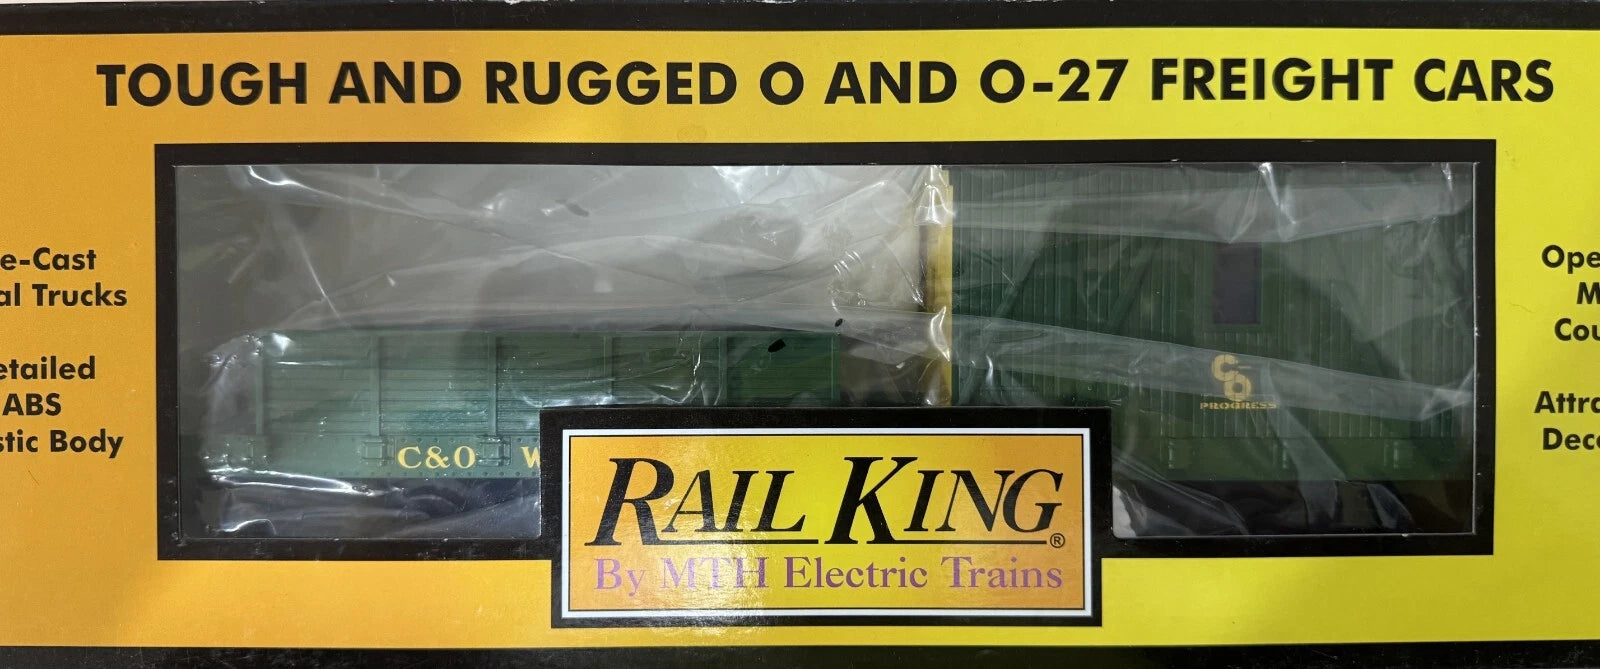 TOUGH AND RUGGED O AND O-27 FREIGHT CARS
e-Cast
al Trucks
etailed
ABS
stic Body
C&O W
C
O
PROGRESS
RAIL KING®
By MTH Electric Trains
Ope
M
Cou
Attra
Deco